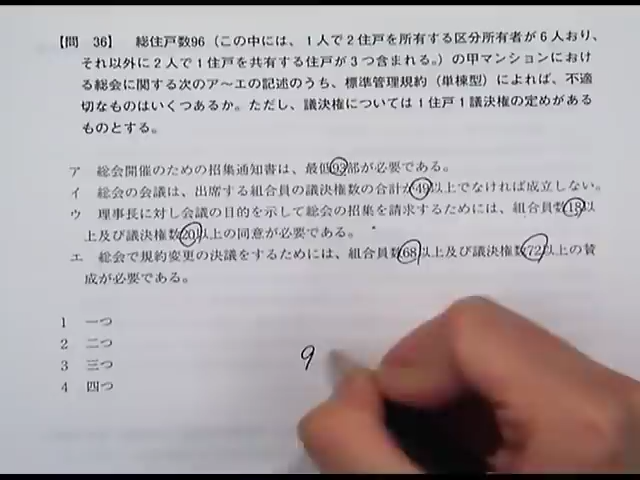 【問 36】 総住戸数96（この中には、1人で2住戸を所有する区分所有者が6人おり、
それ以外に2人で1住戸を共有する住戸が3つ含まれる。）の甲マンションにおけ
る総会に関する次のア～エの記述のうち、標準管理規約（単棟型）によれば、不適
切なものはいくつあるか。ただし、議決権については1住戸1議決権の定めがある
ものとする。
ア 総会開催のための招集通知書は、最低93部が必要である。
イ 総会の会議は、出席する組合員の議決権数の合計が49以上でなければ成立しない。
ウ 理事長に対し会議の目的を示して総会の招集を請求するためには、組合員数18以
上及び議決権数20以上の同意が必要である。
エ 総会で規約変更の決議をするためには、組合員数68以上及び議決権数72以上の賛
成が必要である。
1 一つ
2 二つ
3 三つ
4 四つ
9